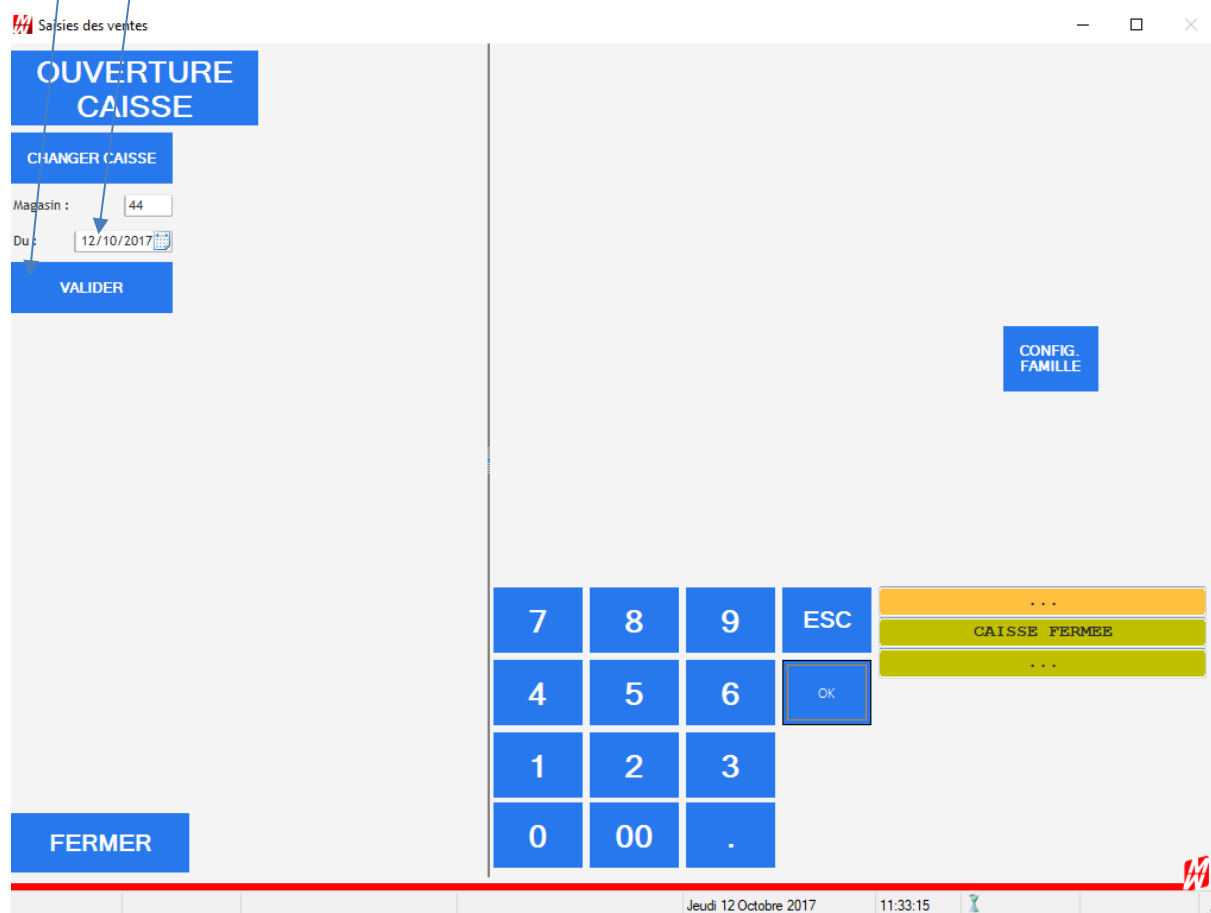 Saisies des ventes
OUVERTURE
CAISSE
CHANGER CAISSE
Magasin :
44
Du :
12/10/2017
VALIDER
CONFIG.
FAMILLE
7
8
9
ESC
...
CAISSE FERMEE
...
4
5
6
OK
1
2
3
0
00
.
FERMER
Jeudi 12 Octobre 2017
11:33:15